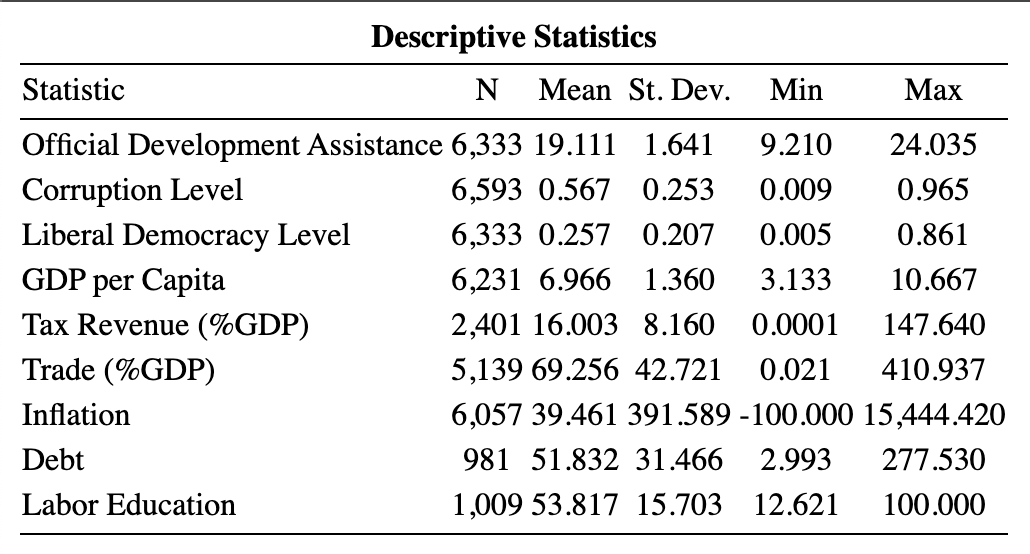 Descriptive Statistics
Statistic N Mean St. Dev. Min Max
Official Development Assistance 6,333 19.111 1.641 9.210 24.035
Corruption Level 6,593 0.567 0.253 0.009 0.965
Liberal Democracy Level 6,333 0.257 0.207 0.005 0.861
GDP per Capita 6,231 6.966 1.360 3.133 10.667
Tax Revenue (%GDP) 2,401 16.003 8.160 0.0001 147.640
Trade (%GDP) 5,139 69.256 42.721 0.021 410.937
Inflation 6,057 39.461 391.589 -100.000 15,444.420
Debt 981 51.832 31.466 2.993 277.530
Labor Education 1,009 53.817 15.703 12.621 100.000